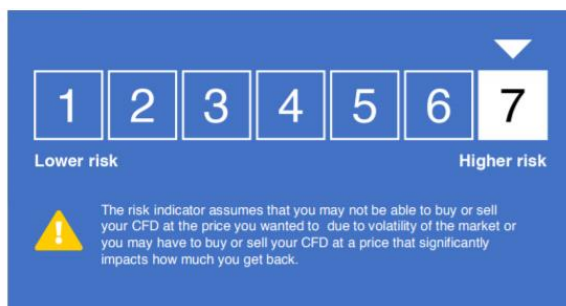 1 2 3 4 5 6 7
Lower risk Higher risk
The risk indicator assumes that you may not be able to buy or sell
your CFD at the price you wanted to due to volatility of the market or
you may have to buy or sell your CFD at a price that significantly
impacts how much you get back.